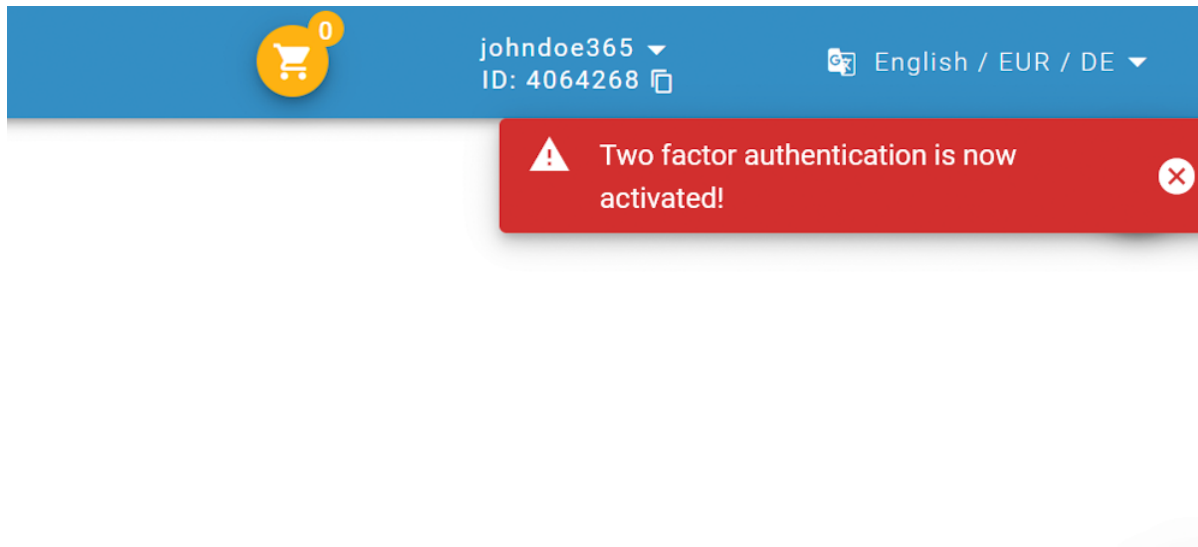 0
johndoe365
ID: 4064268
English / EUR / DE
Two factor authentication is now
activated!